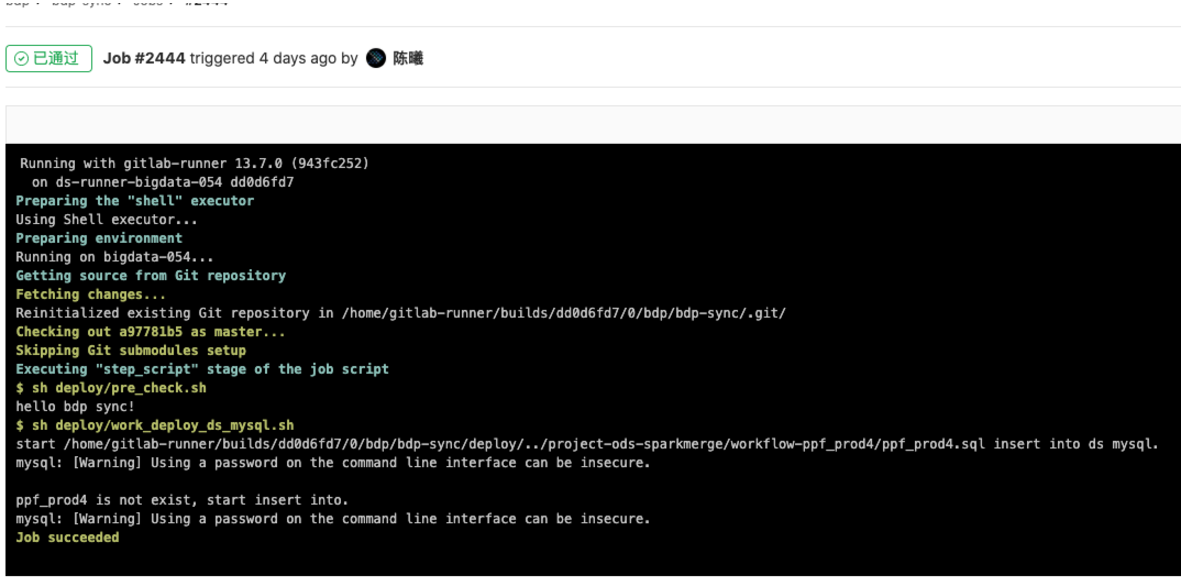 已通过 Job #2444 triggered 4 days ago by 陈曦
Running with gitlab-runner 13.7.0 (943fc252)
on ds-runner-bigdata-054 dd0d6fd7
Preparing the "shell" executor
Using Shell executor...
Preparing environment
Running on bigdata-054...
Getting source from Git repository
Fetching changes...
Reinitialized existing Git repository in /home/gitlab-runner/builds/dd0d6fd7/0/bdp/bdp-sync/.git/
Checking out a97781b5 as master...
Skipping Git submodules setup
Executing "step_script" stage of the job script
$ sh deploy/pre_check.sh
hello bdp sync!
$ sh deploy/work_deploy_ds_mysql.sh
start /home/gitlab-runner/builds/dd0d6fd7/0/bdp/bdp-sync/deploy/../project-ods-sparkmerge/workflow-ppf_prod4/ppf_prod4.sql insert into ds mysql.
mysql: [Warning] Using a password on the command line interface can be insecure.
ppf_prod4 is not exist, start insert into.
mysql: [Warning] Using a password on the command line interface can be insecure.
Job succeeded